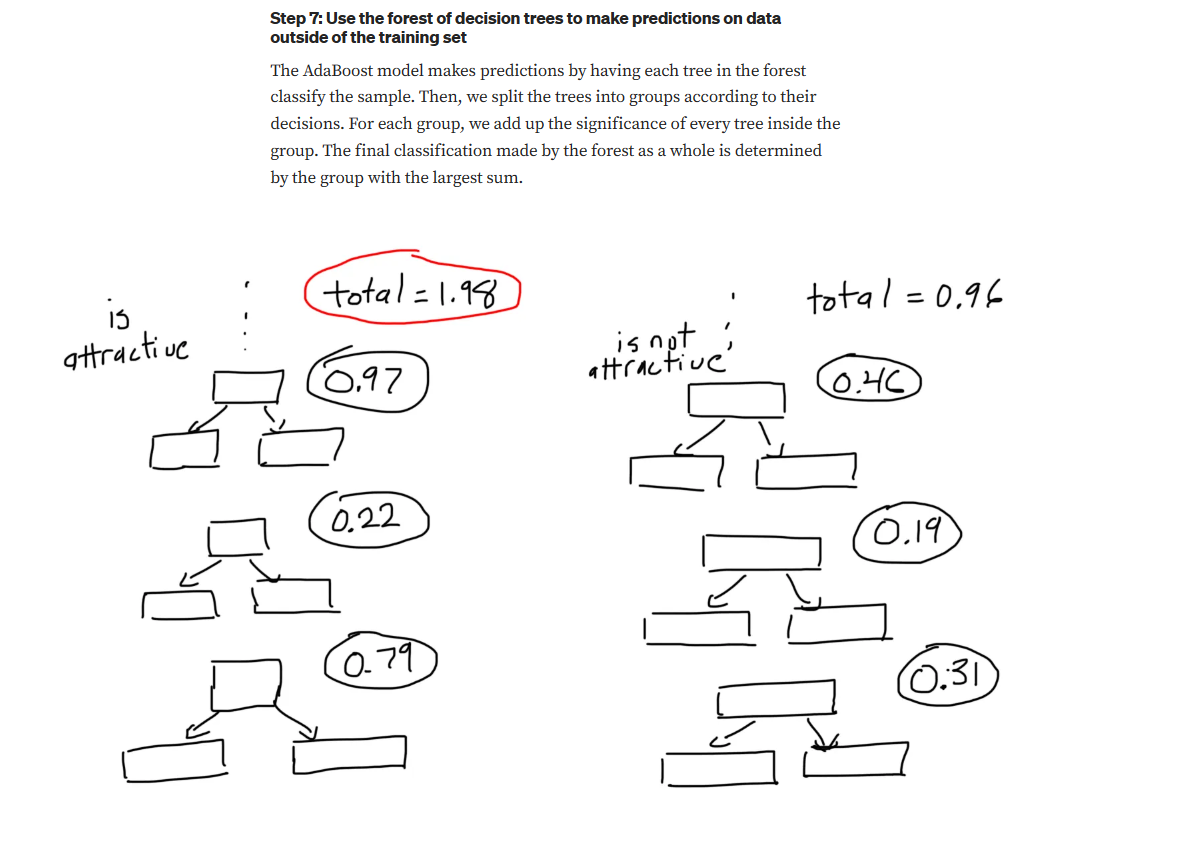 Step 7: Use the forest of decision trees to make predictions on data
outside of the training set
The AdaBoost model makes predictions by having each tree in the forest
classify the sample. Then, we split the trees into groups according to their
decisions. For each group, we add up the significance of every tree inside the
group. The final classification made by the forest as a whole is determined
by the group with the largest sum.
is
attractive
total = 1.98
0.97
0.22
0.79
is not
attractive
total = 0.96
0.46
0.19
0.31